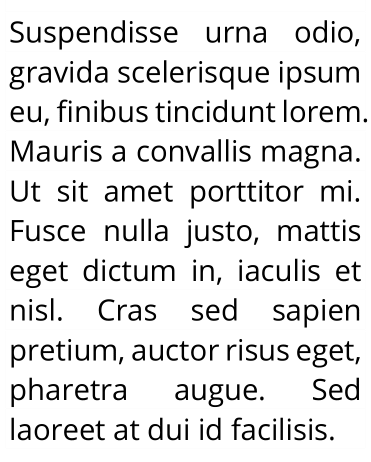 Suspendisse urna odio,
gravida scelerisque ipsum
eu, finibus tincidunt lorem.
Mauris a convallis magna.
Ut sit amet porttitor mi.
Fusce nulla justo, mattis
eget dictum in, iaculis et
nisl. Cras sed sapien
pretium, auctor risus eget,
pharetra augue. Sed
laoreet at dui id facilisis.